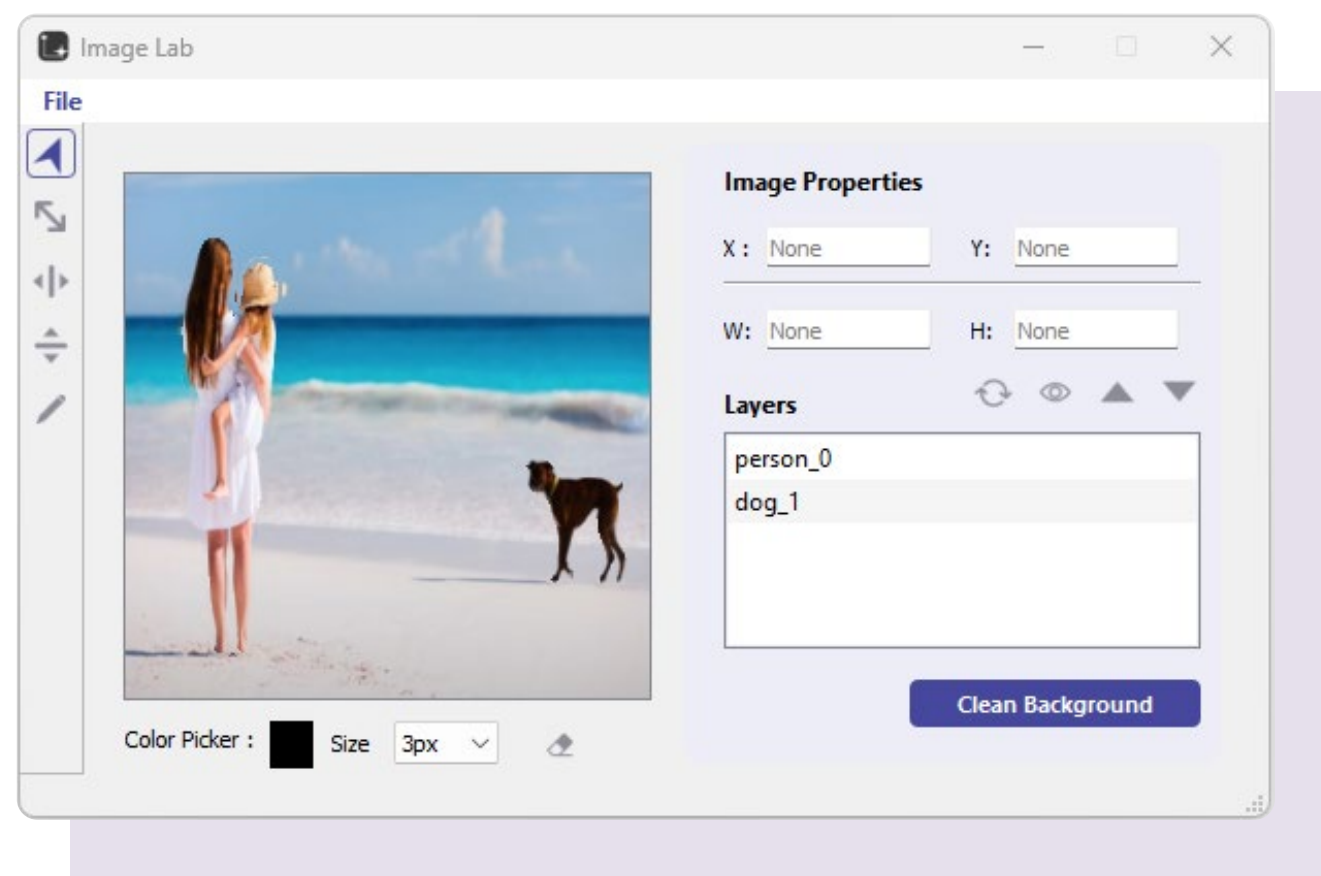 Image Lab
File
Image Properties
X : None Y: None
W: None H: None
Layers
person_0
dog_1
Clean Background
Color Picker : Size 3px